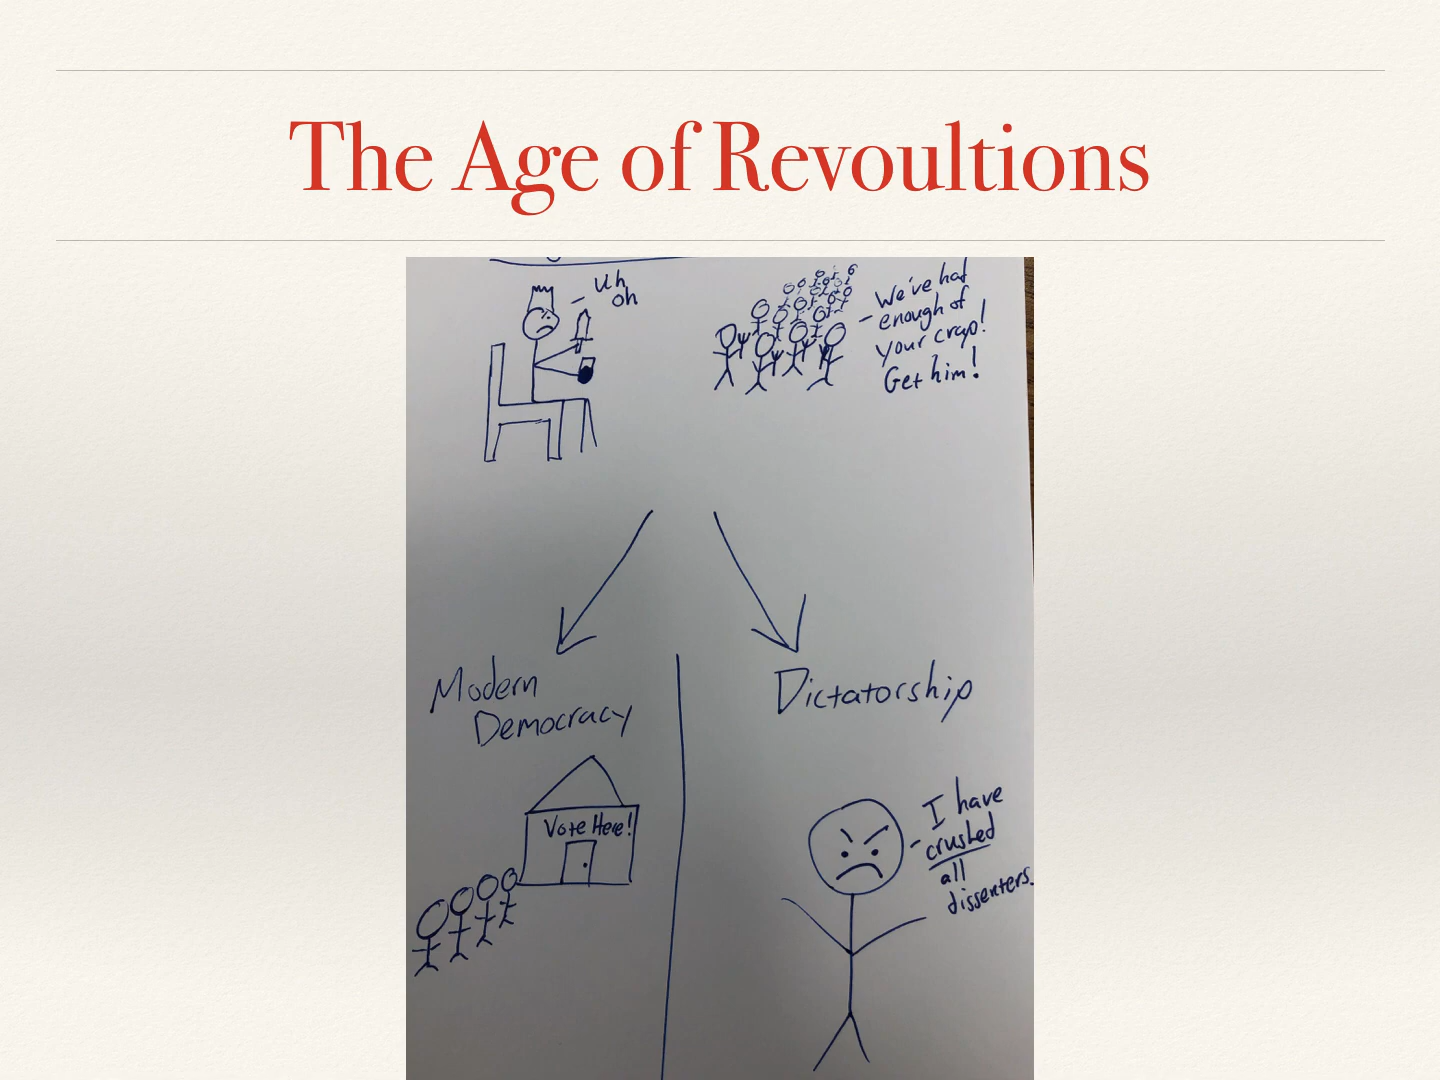 The Age of Revoultions
uh
oh
We've had
enough of
your crap!
Get him!
Modern
Democracy
Dictatorship
Vote Here!
I have
crushed
all
dissenters.